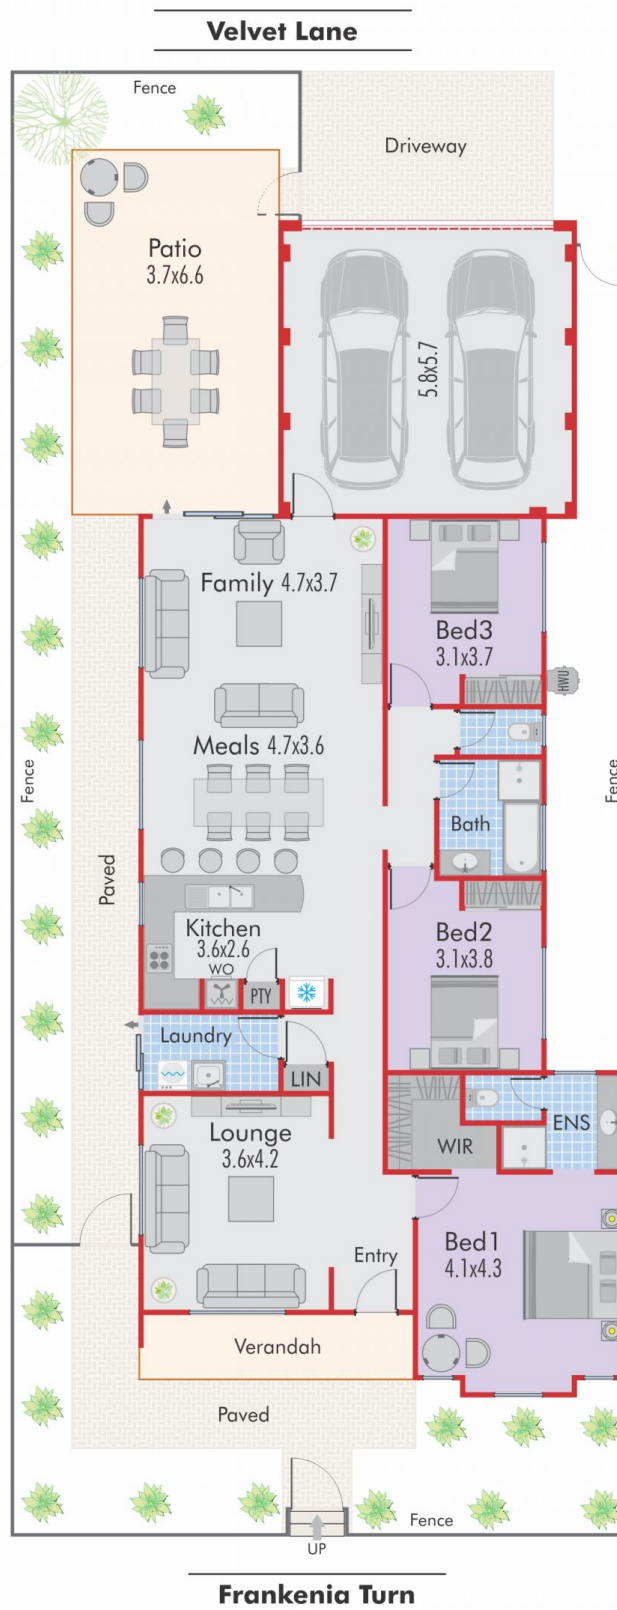 Velvet Lane
Fence
Driveway
Patio
3.7x6.6
5.8x5.7
Family 4.7x3.7
Bed3
3.1x3.7
HWU
Meals 4.7x3.6
Fence
Fence
Bath
Paved
Kitchen
3.6x2.6
WO
PTY
Bed2
3.1x3.8
Laundry
LIN
Lounge
3.6x4.2
WIR
ENS
Entry
Bed1
4.1x4.3
Verandah
Paved
Fence
UP
Frankenia Turn